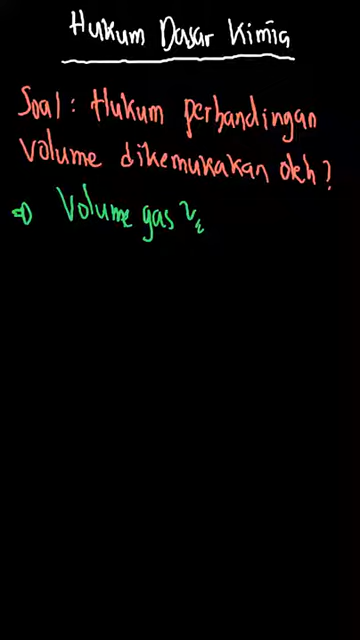 Hukum Dasar Kimia
Soal : Hukum perbandingan
volume dikemukakan oleh?
⇒ Volume gas